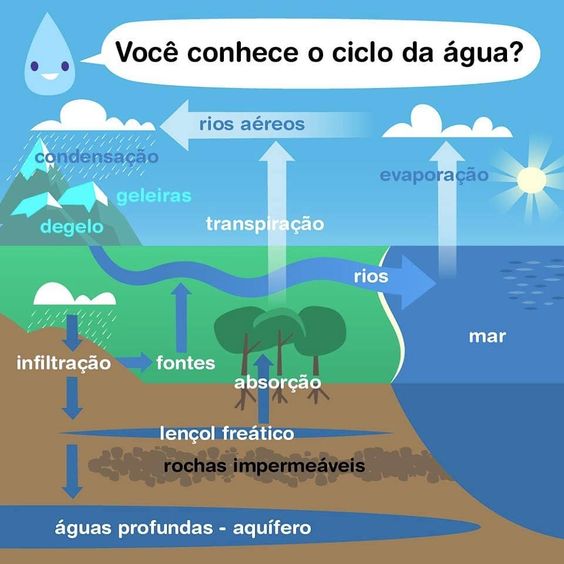 Você conhece o ciclo da água?
rios aéreos
condensação
evaporação
geleiras
transpiração
degelo
rios
mar
infiltração
fontes
absorção
lençol freático
rochas impermeáveis
águas profundas - aquífero